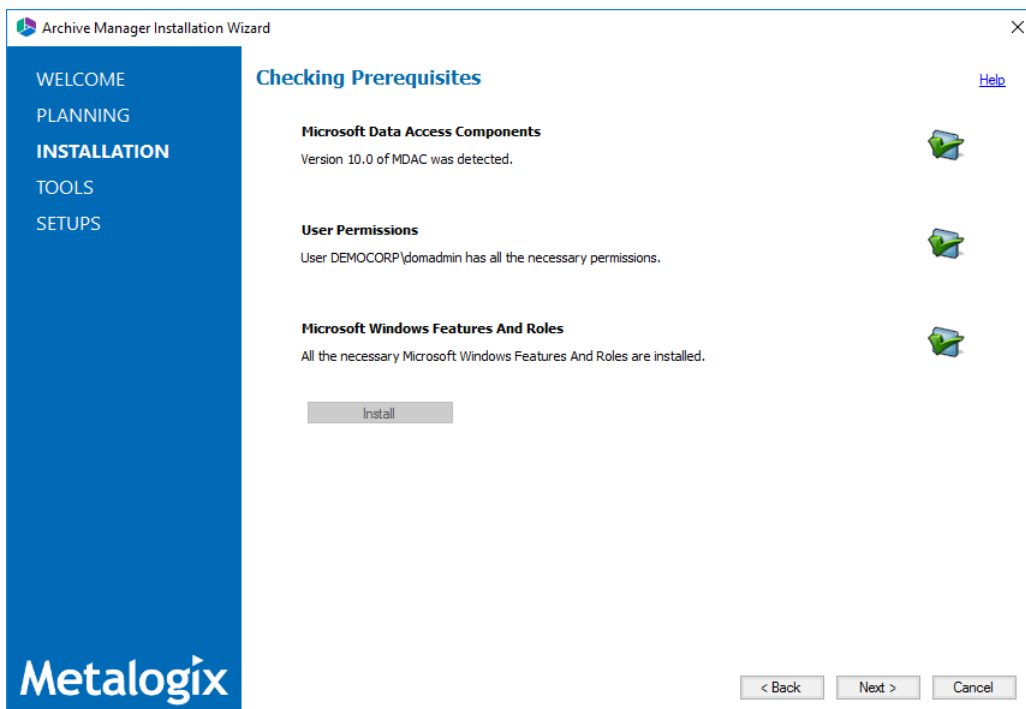 Archive Manager Installation Wizard
WELCOME
PLANNING
INSTALLATION
TOOLS
SETUPS
Metalogix
Checking Prerequisites
Help
Microsoft Data Access Components
Version 10.0 of MDAC was detected.
User Permissions
User DEMOCORP\domadmin has all the necessary permissions.
Microsoft Windows Features And Roles
All the necessary Microsoft Windows Features And Roles are installed.
Install
< Back
Next >
Cancel